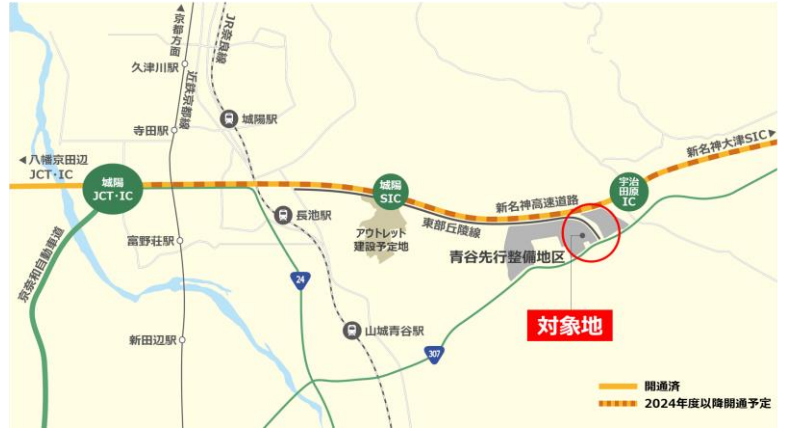 ▲京都方面
JR奈良線
久津川駅
近鉄京都線
城陽駅
寺田駅
新名神大津SIC▶
◀八幡京田辺
JCT・IC
城陽
JCT・IC
城陽
SIC
宇治
田原
IC
新名神高速道路
長池駅
東部丘陵線
アウトレット
建設予定地
富野荘駅
青谷先行整備地区
京奈和自動車道
24
対象地
山城青谷駅
新田辺駅
307
開通済
2024年度以降開通予定